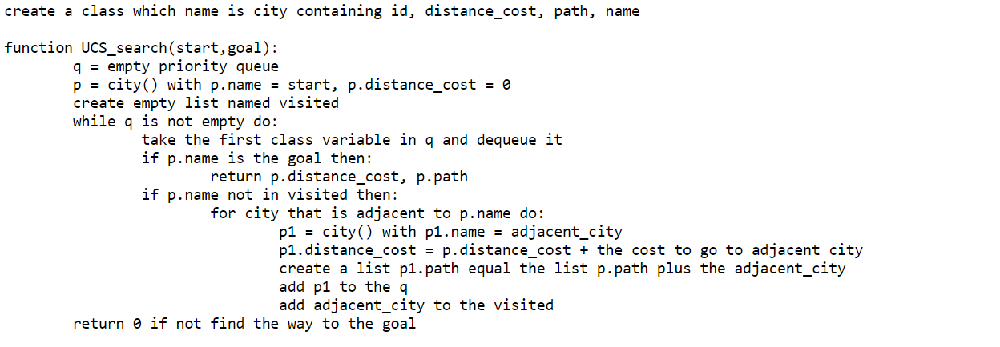 create a class which name is city containing id, distance_cost, path, name
function UCS_search(start,goal):
q = empty priority queue
p = city() with p.name = start, p.distance_cost = 0
create empty list named visited
while q is not empty do:
take the first class variable in q and dequeue it
if p.name is the goal then:
return p.distance_cost, p.path
if p.name not in visited then:
for city that is adjacent to p.name do:
p1 = city() with p1.name = adjacent_city
p1.distance_cost = p.distance_cost + the cost to go to adjacent city
create a list p1.path equal the list p.path plus the adjacent_city
add p1 to the q
add adjacent_city to the visited
return 0 if not find the way to the goal